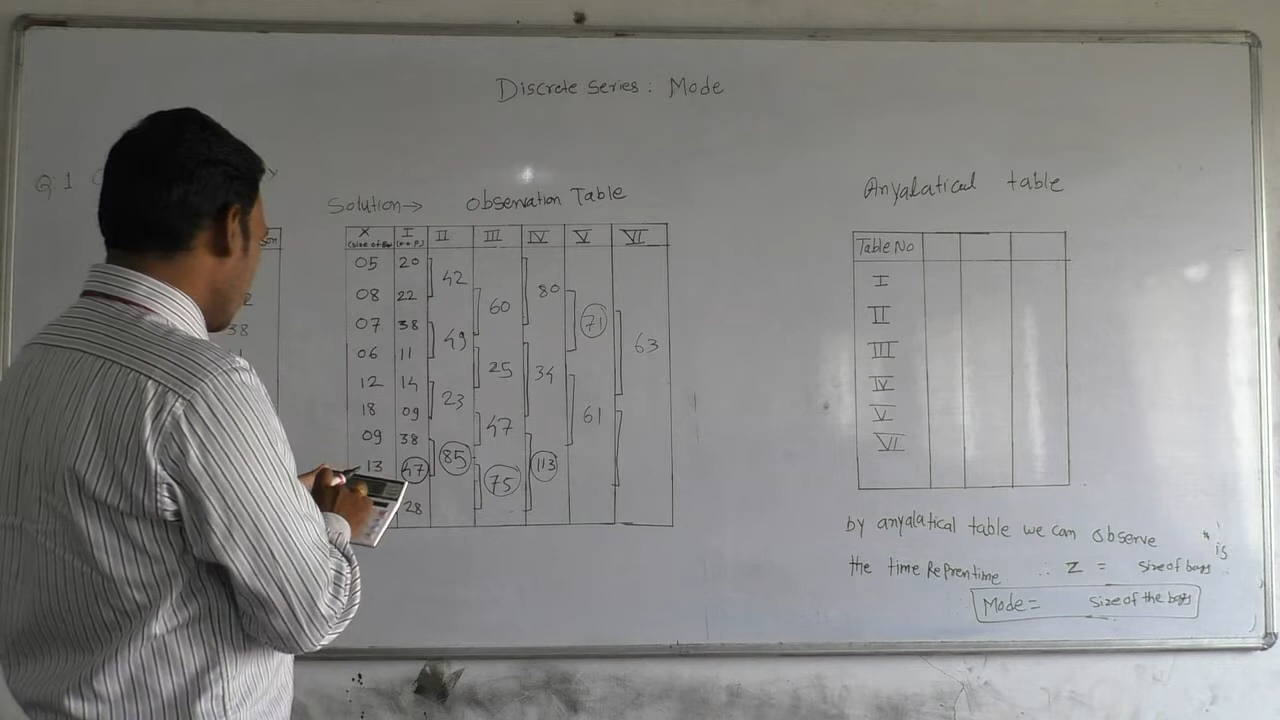 Discrete series: Mode
Q.1
Solution→ Observation Table
X I II III IV V VI
05 20
08 22
07 38
06 11
12 14
18 09
09 38
13 47
28
42
49
23
85
60
25
47
75
80
34
113
71
61
63
38
Anyalatical table
Table No
I
II
III
IV
V
VI
by anyalatical table we can observe
the time Reprentime ∴ Z = size of bags is
Mode= size of the bags